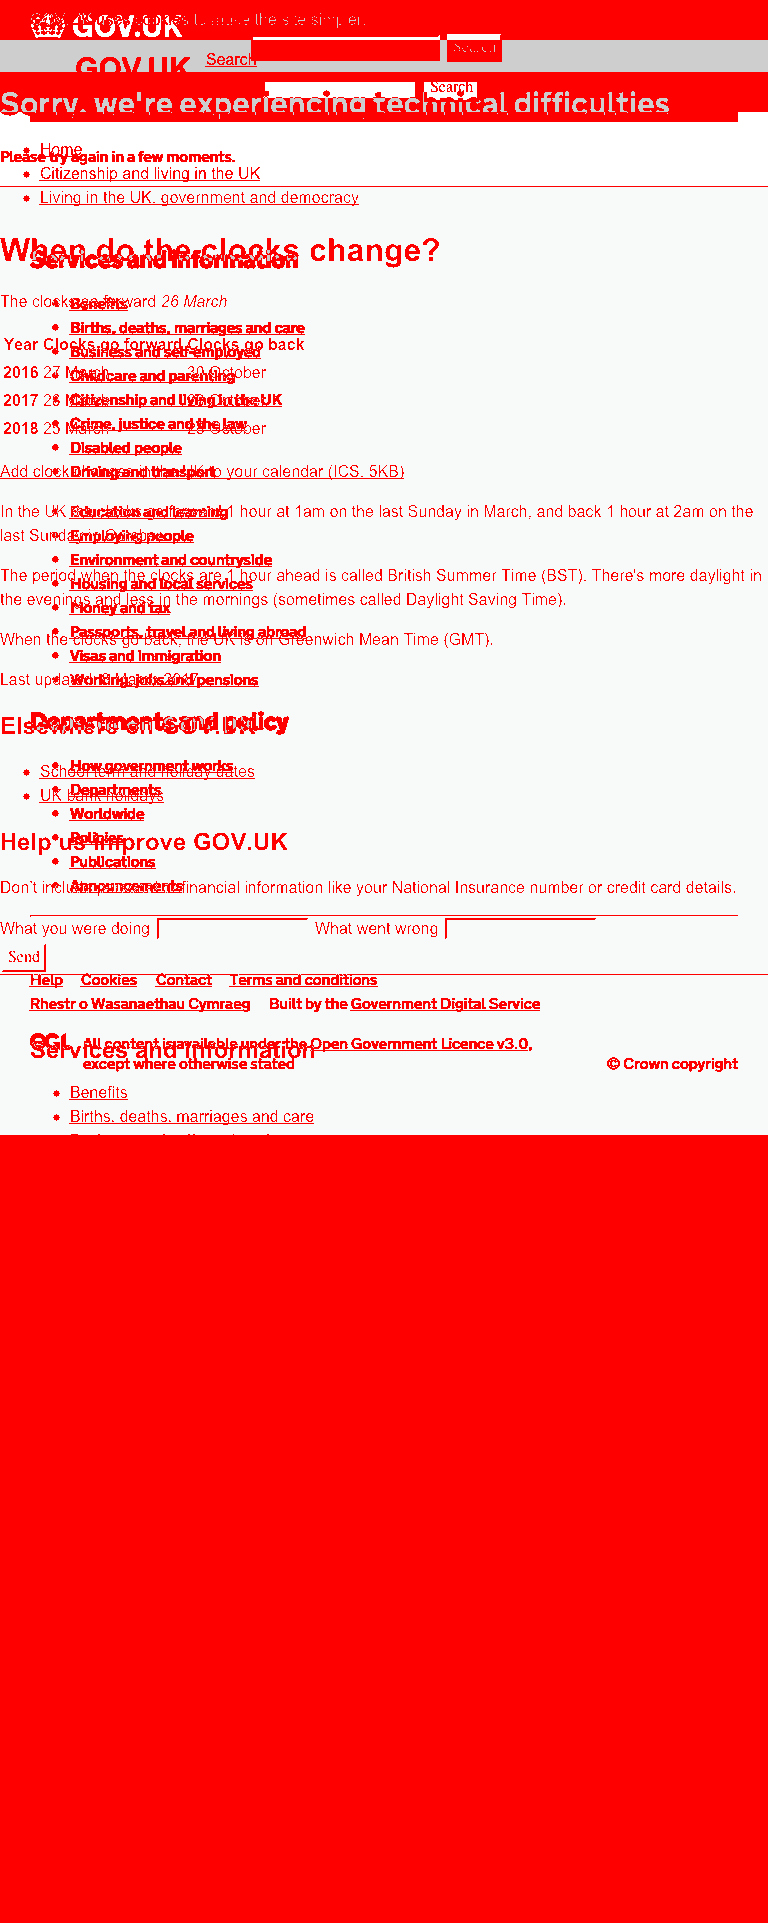 GOV.UK
GOV.UK
Search
Search
Search
Sorry, we're experiencing technical difficulties
Please try again in a few moments.
Home
Citizenship and living in the UK
Living in the UK, government and democracy
When do the clocks change?
Services and Information
The clocks go forward 26 March
Benefits
Births, deaths, marriages and care
Year Clocks go forward Clocks go back
Business and self-employed
2016 27 March 30 October
Childcare and parenting
2017 26 March 29 October
Citizenship and living in the UK
Crime, justice and the law
2018 25 March 28 October
Disabled people
Add clock changes in the UK to your calendar (ICS, 5KB)
Driving and transport
In the UK the clocks go forward 1 hour at 1am on the last Sunday in March, and back 1 hour at 2am on the
Education and learning
last Sunday in October.
Employing people
Environment and countryside
The period when the clocks are 1 hour ahead is called British Summer Time (BST). There's more daylight in
Housing and local services
the evenings and less in the mornings (sometimes called Daylight Saving Time).
Money and tax
Passports, travel and living abroad
When the clocks go back, the UK is on Greenwich Mean Time (GMT).
Visas and immigration
Last updated: 8 March 2017
Working, jobs and pensions
Departments and policy
Elsewhere on GOV.UK
How government works
School term and holiday dates
Departments
UK bank holidays
Worldwide
Policies
Help us improve GOV.UK
Publications
Announcements
Don't include personal or financial information like your National Insurance number or credit card details.
What you were doing What went wrong
Send
Help Cookies Contact Terms and conditions
Rhestr o Wasanaethau Cymraeg Built by the Government Digital Service
OGL All content is available under the Open Government Licence v3.0,
Services and information
except where otherwise stated © Crown copyright
Benefits
Births, deaths, marriages and care